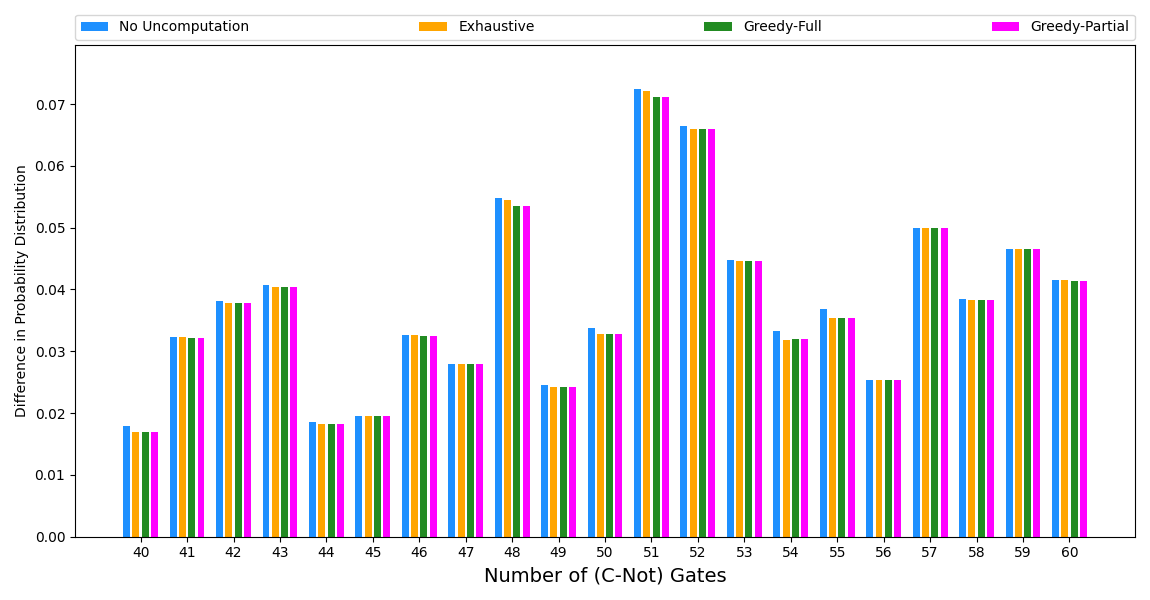 No Uncomputation Exhaustive Greedy-Full Greedy-Partial
Difference in Probability Distribution
0.07
0.06
0.05
0.04
0.03
0.02
0.01
0.00
40 41 42 43 44 45 46 47 48 49 50 51 52 53 54 55 56 57 58 59 60
Number of (C-Not) Gates